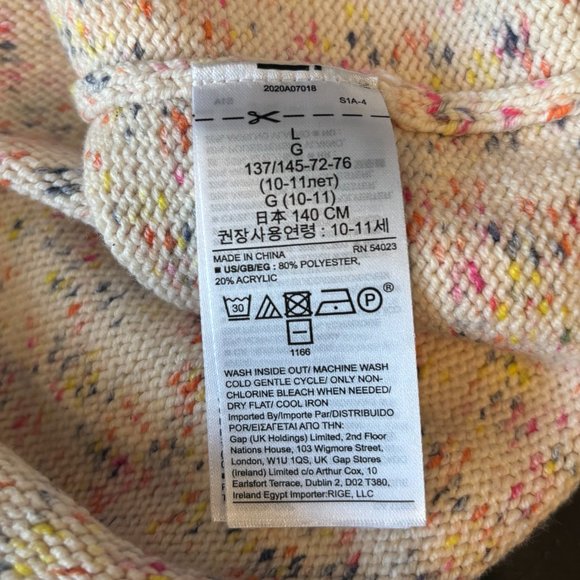 2020A07018
S1A-4
L
G
137/145-72-76
(10-11лет)
G (10-11)
日本 140 CM
권장사용연령 : 10-11세
MADE IN CHINA RN 54023
■ US/GB/EG : 80% POLYESTER,
20% ACRYLIC
30 P ®
1166
WASH INSIDE OUT/ MACHINE WASH
COLD GENTLE CYCLE/ ONLY NON-
CHLORINE BLEACH WHEN NEEDED/
DRY FLAT/ COOL IRON
Imported By/Importe Par/DISTRIBUIDO
POR/ΕΙΣΑΓΕΤΑΙ ΑΠΟ ΤΗΝ:
Gap (UK Holdings) Limited, 2nd Floor
Nations House, 103 Wigmore Street,
London, W1U 1QS, UK Gap Stores
(Ireland) Limited c/o Arthur Cox, 10
Earlsfort Terrace, Dublin 2, D02 T380,
Ireland Egypt Importer:RIGE, LLC